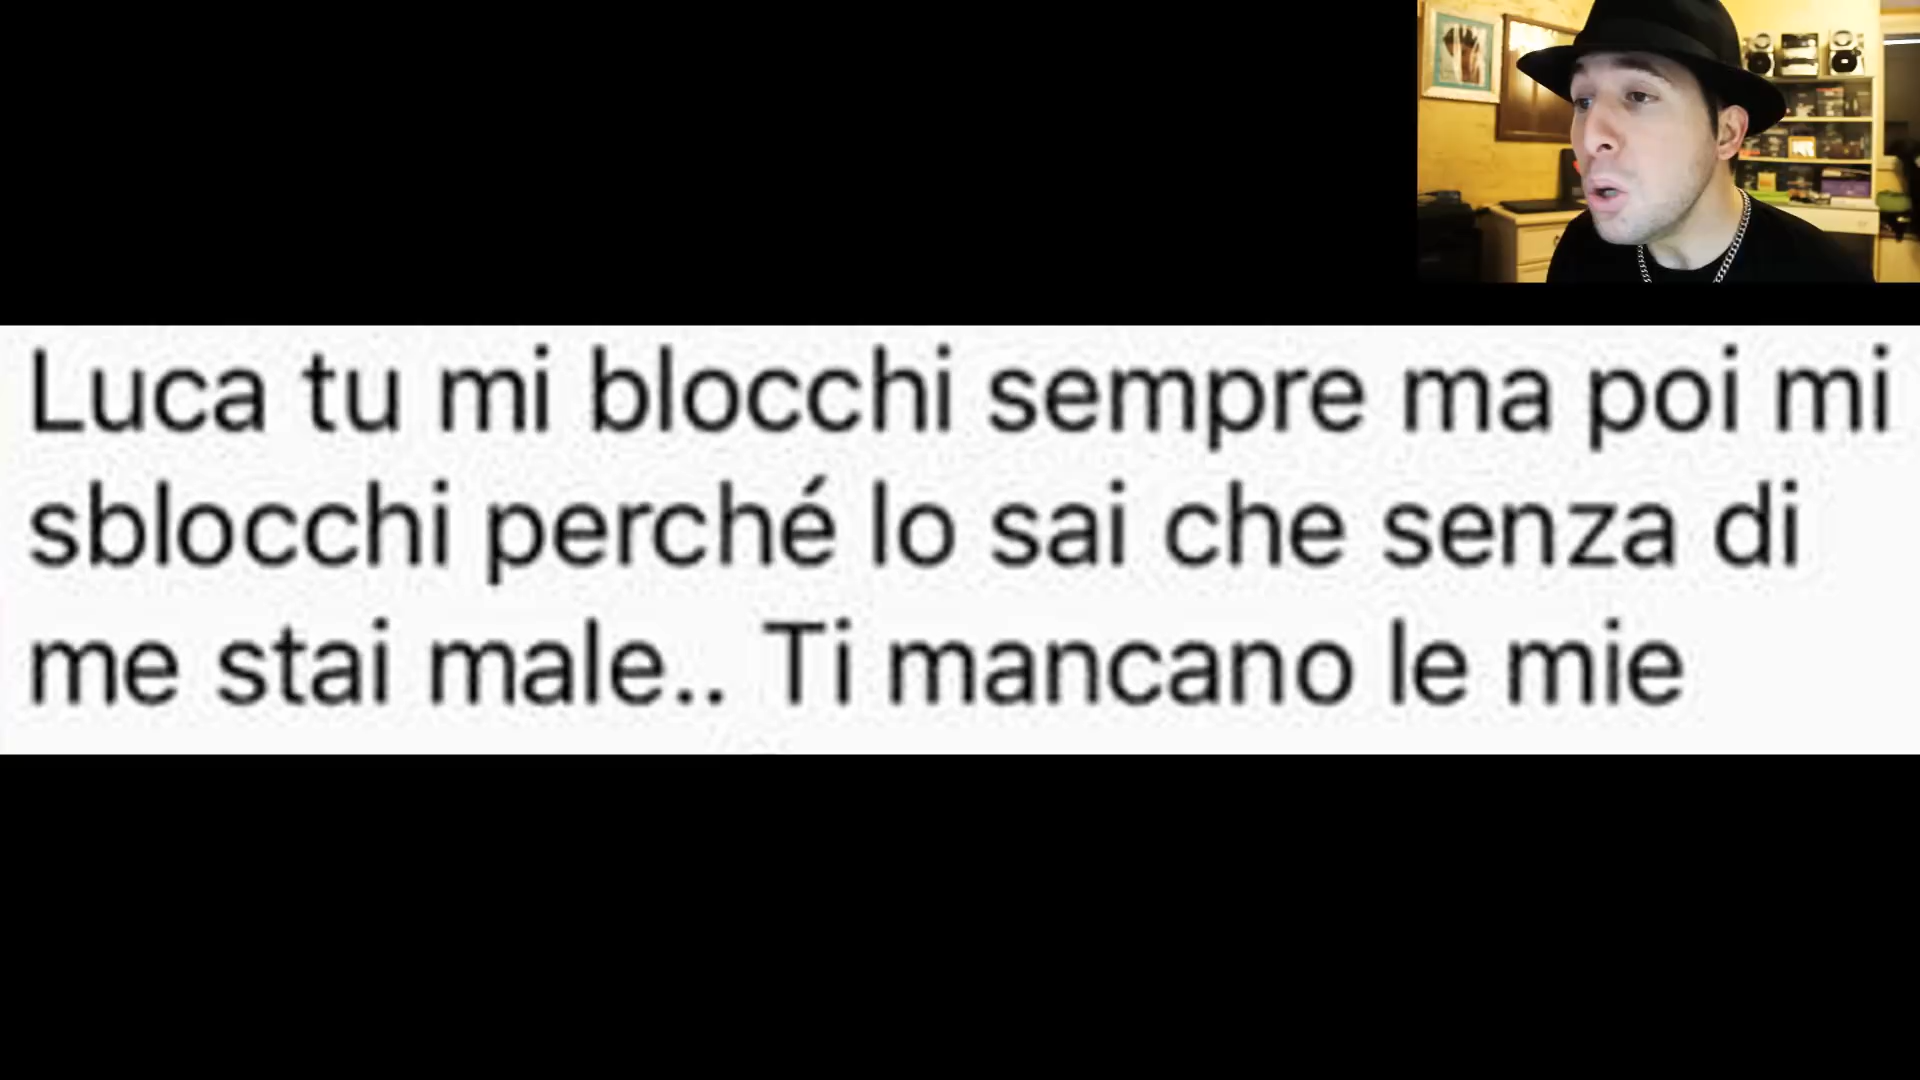 Luca tu mi blocchi sempre ma poi mi
sblocchi perché lo sai che senza di
me stai male.. Ti mancano le mie